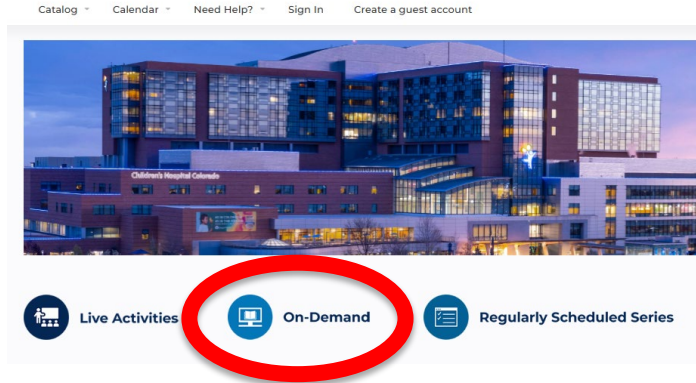 Catalog Calendar Need Help? Sign In Create a guest account
Children's Hospital Colorado
Live Activities On-Demand Regularly Scheduled Series